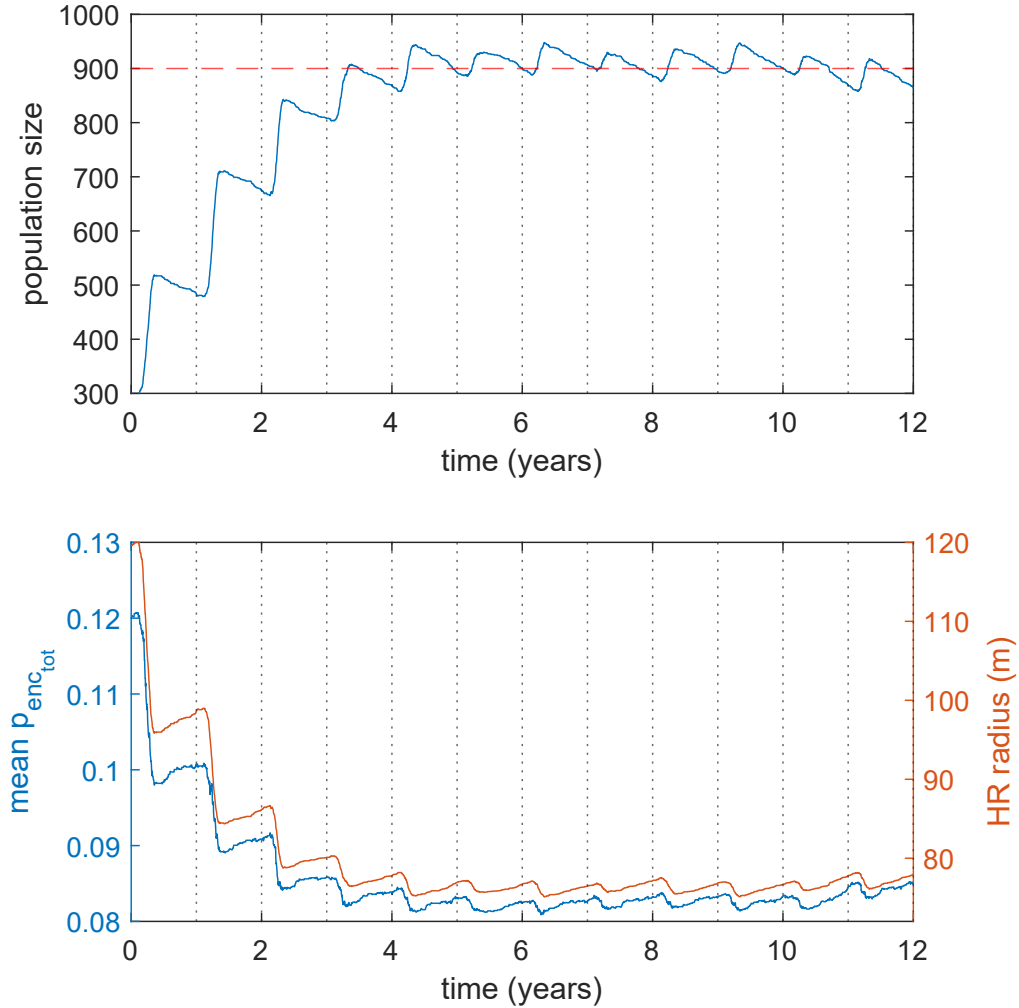 1000
900
800
700
600
500
400
300
population size
0 2 4 6 8 10 12
time (years)
0.13
0.12
0.11
0.1
0.09
0.08
mean p_enc_tot
120
110
100
90
80
HR radius (m)
0 2 4 6 8 10 12
time (years)